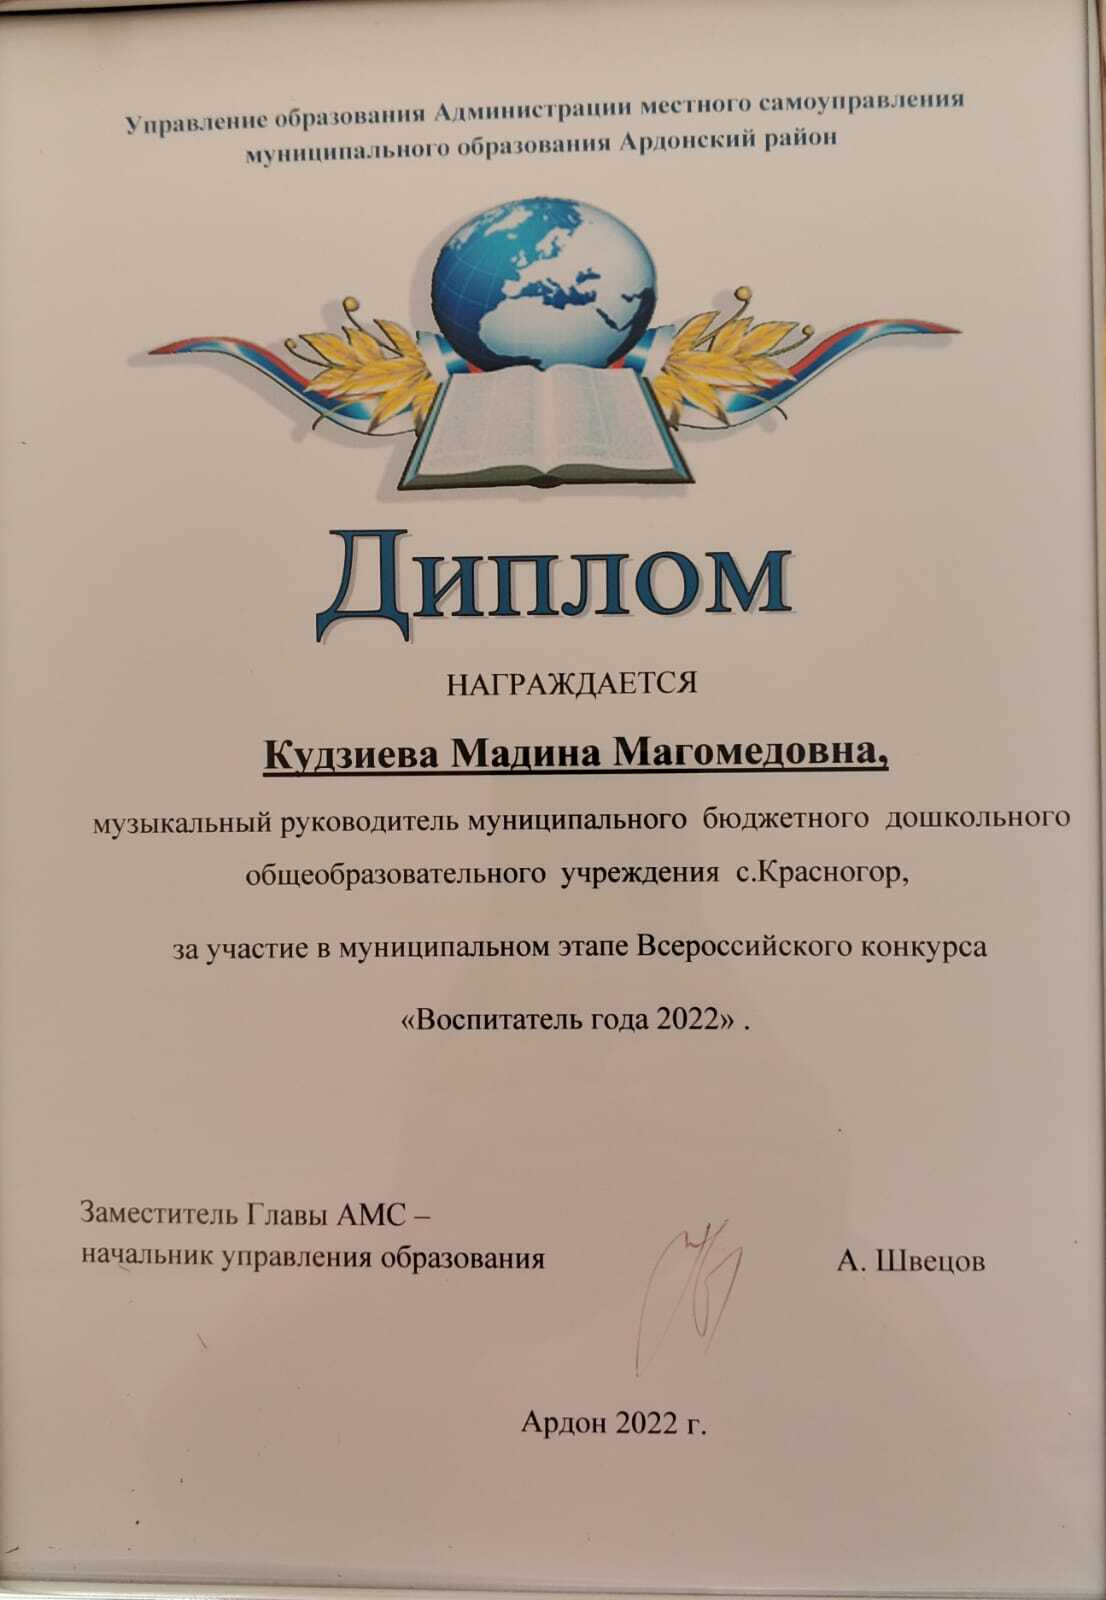 Управление образования Администрации местного самоуправления
муниципального образования Ардонский район
Диплом
НАГРАЖДАЕТСЯ
Кудзиева Мадина Магомедовна,
музыкальный руководитель муниципального бюджетного дошкольного
общеобразовательного учреждения с.Красногор,
за участие в муниципальном этапе Всероссийского конкурса
«Воспитатель года 2022» .
Заместитель Главы АМС –
начальник управления образования
А. Швецов
Ардон 2022 г.